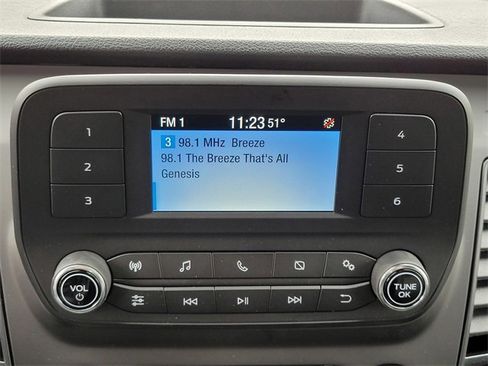 FM 1 11:23 51°
3 98.1 MHz Breeze
98.1 The Breeze That's All
Genesis
1 4
2 5
3 6
VOL
TUNE
OK